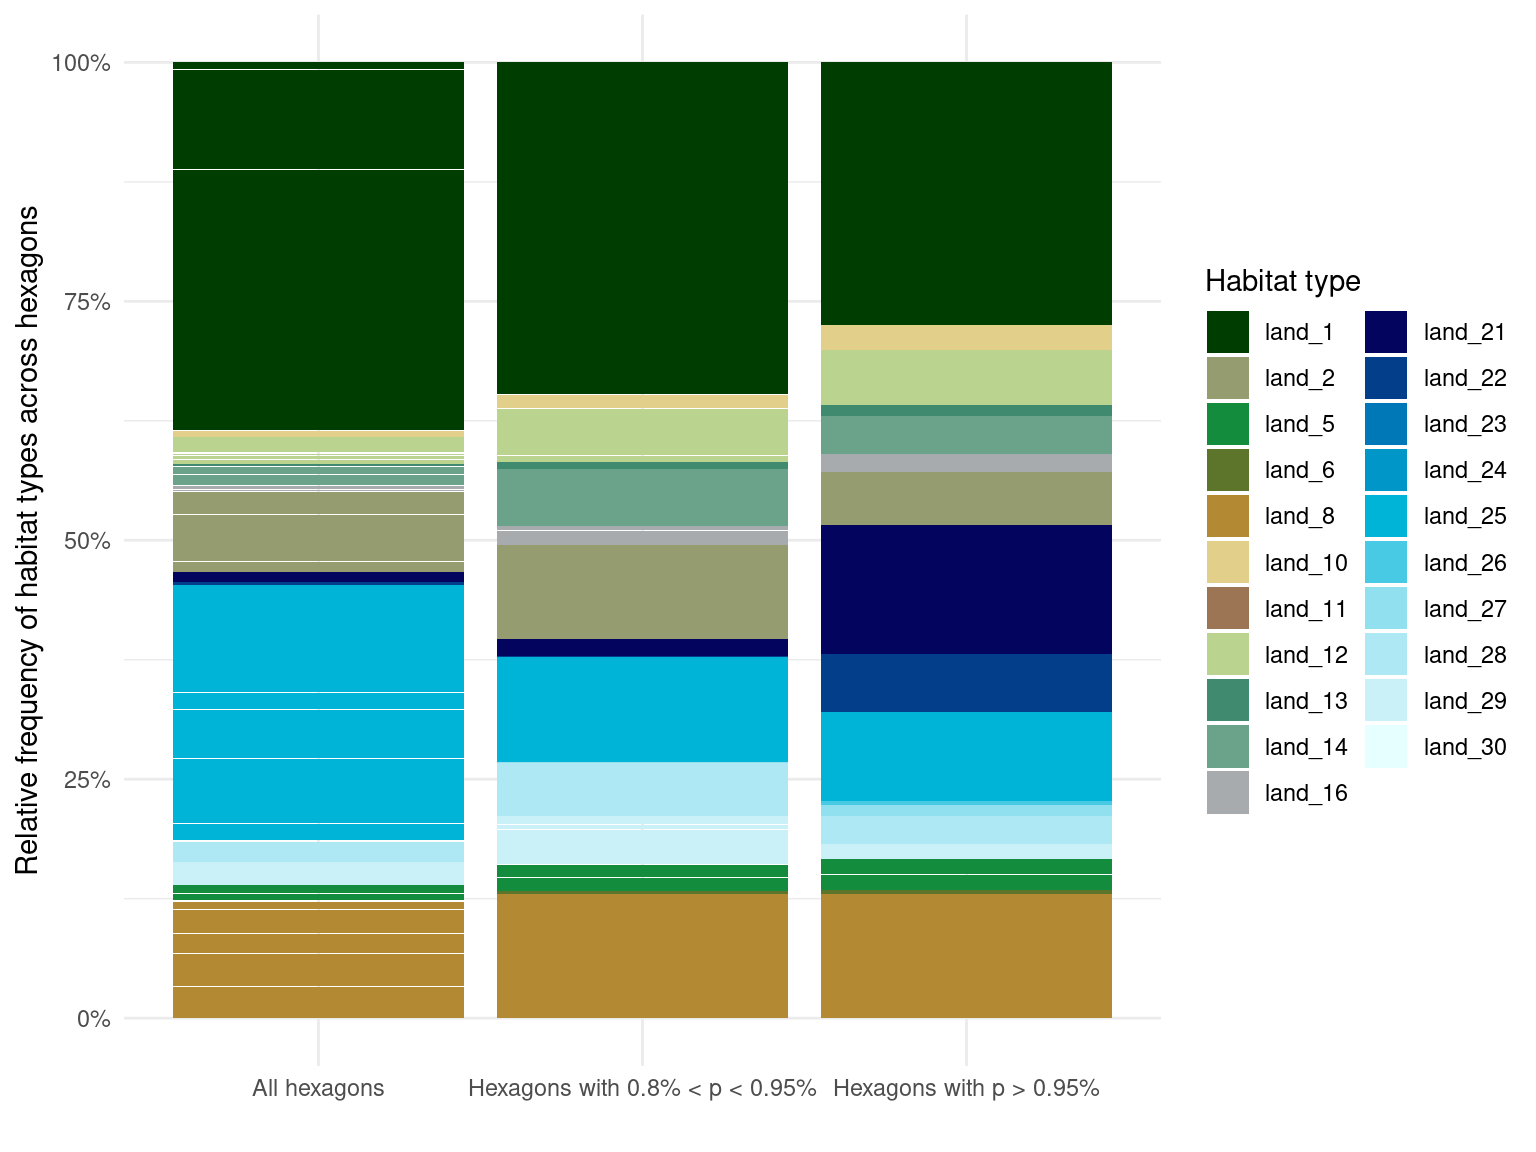 Relative frequency of habitat types across hexagons
100%
75%
50%
25%
0%
All hexagons
Hexagons with 0.8% < p < 0.95%
Hexagons with p > 0.95%
Habitat type
land_1
land_2
land_5
land_6
land_8
land_10
land_11
land_12
land_13
land_14
land_16
land_21
land_22
land_23
land_24
land_25
land_26
land_27
land_28
land_29
land_30